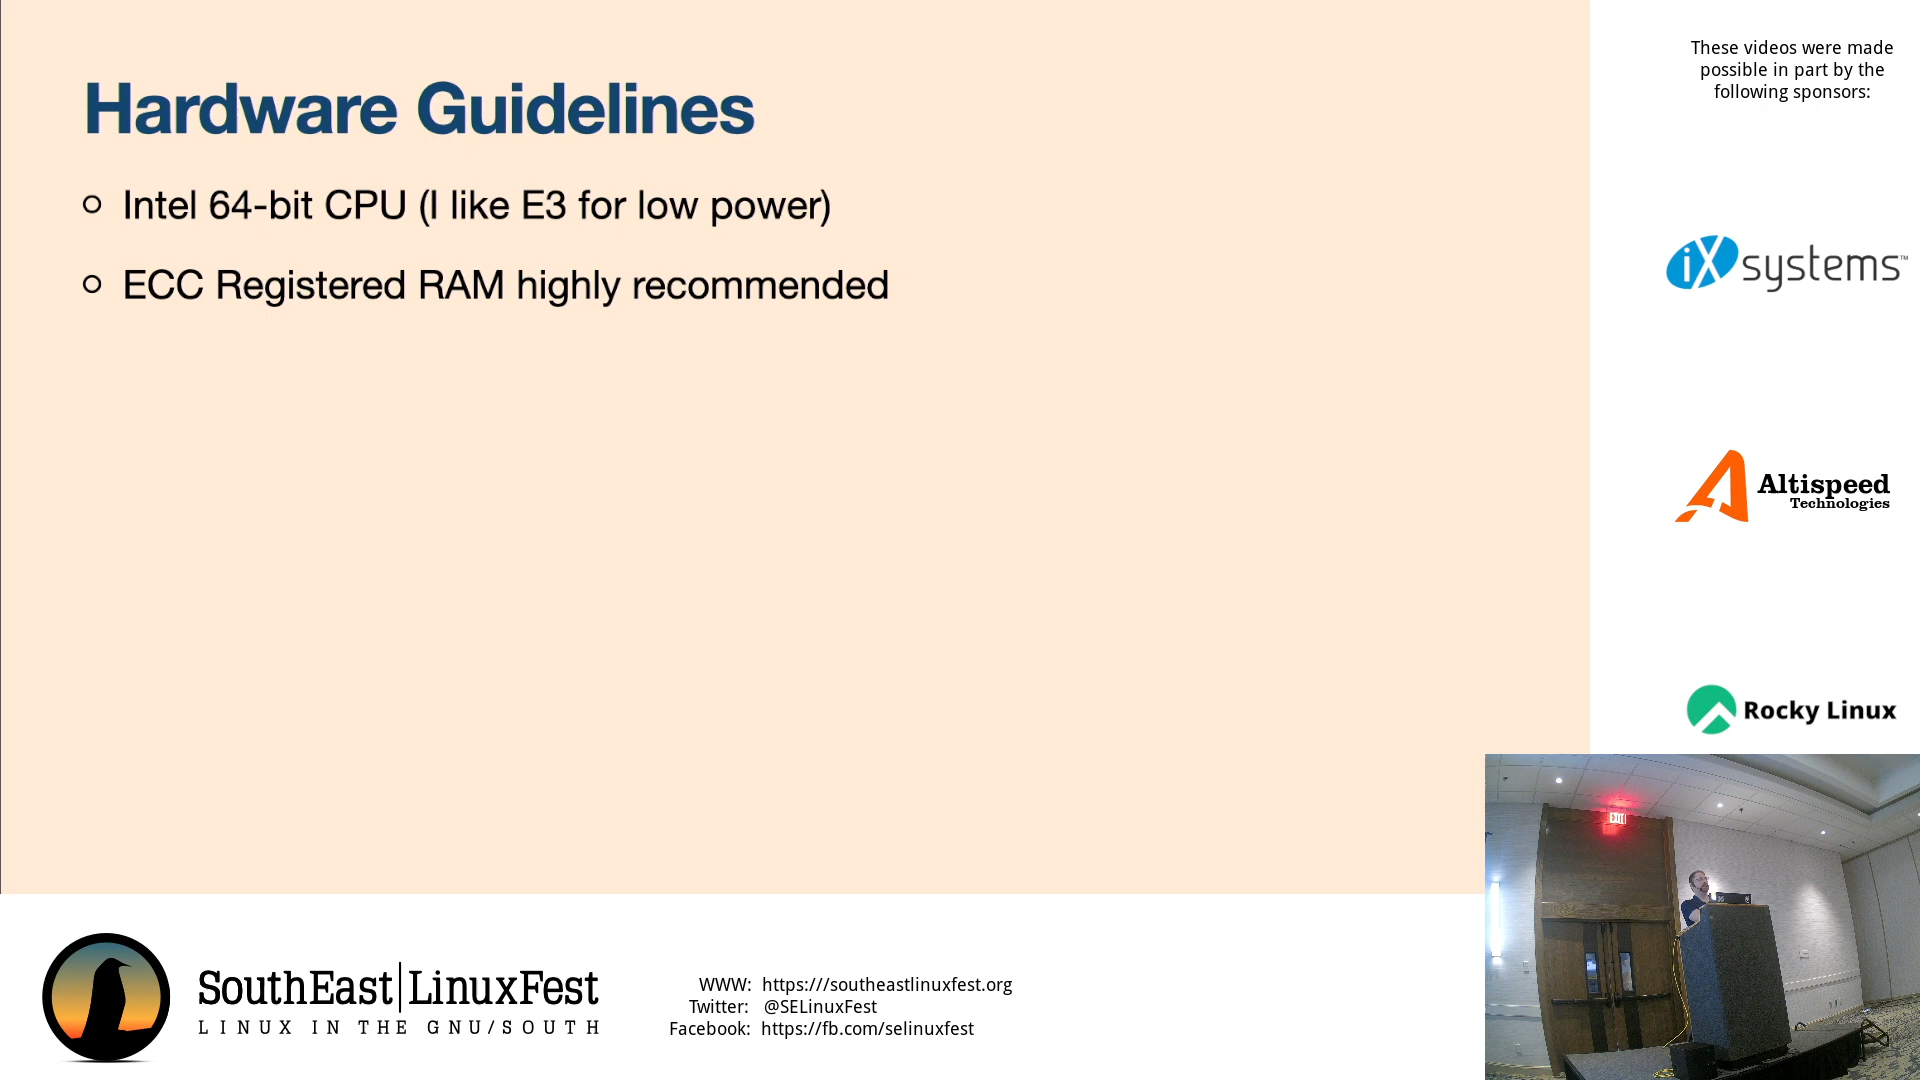 Hardware Guidelines
Intel 64-bit CPU (I like E3 for low power)
ECC Registered RAM highly recommended
These videos were made
possible in part by the
following sponsors:
iXsystems™
Altispeed
Technologies
Rocky Linux
EXIT
SouthEast|LinuxFest
LINUX IN THE GNU/SOUTH
WWW: https:///southeastlinuxfest.org
Twitter: @SELinuxFest
Facebook: https://fb.com/selinuxfest